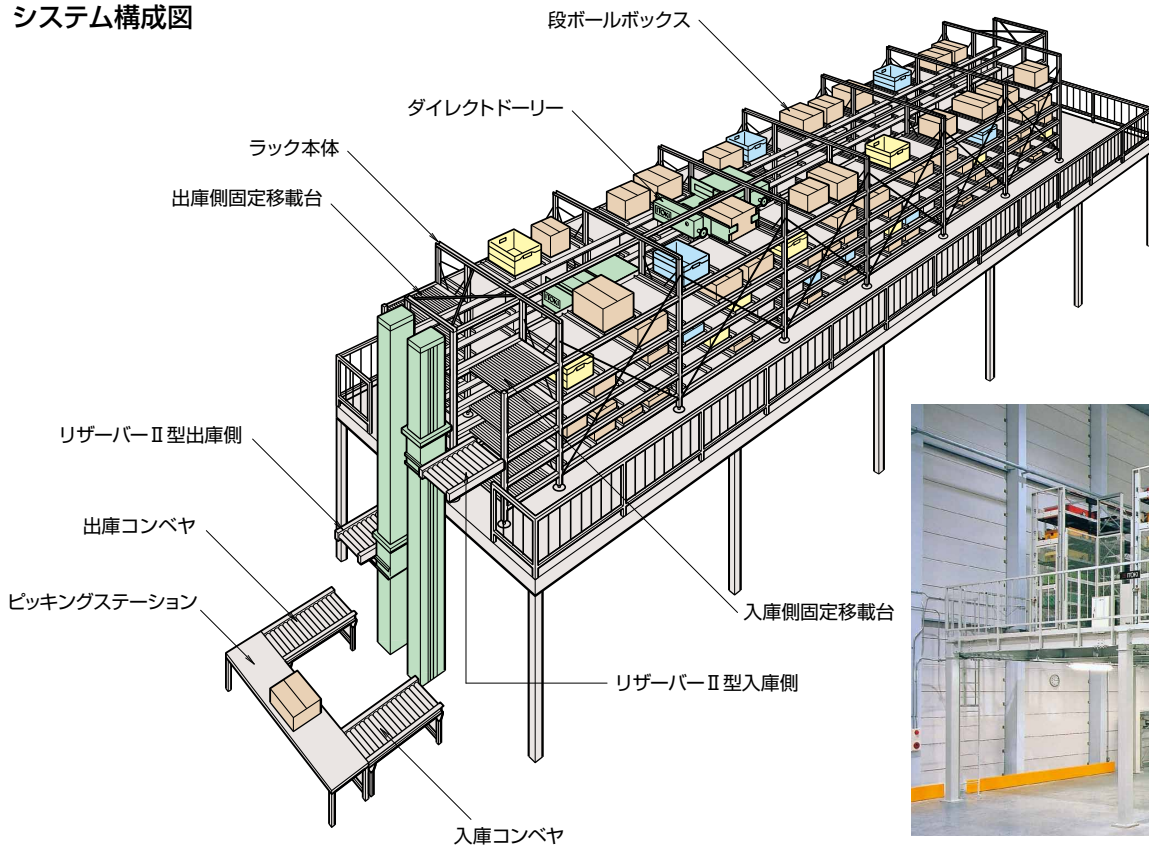 システム構成図
段ボールボックス
ダイレクトドーリー
ラック本体
出庫側固定移載台
リザーバーⅡ型出庫側
出庫コンベヤ
ピッキングステーション
入庫側固定移載台
リザーバーⅡ型入庫側
入庫コンベヤ
ITOKI
ITOKI
ITOKI